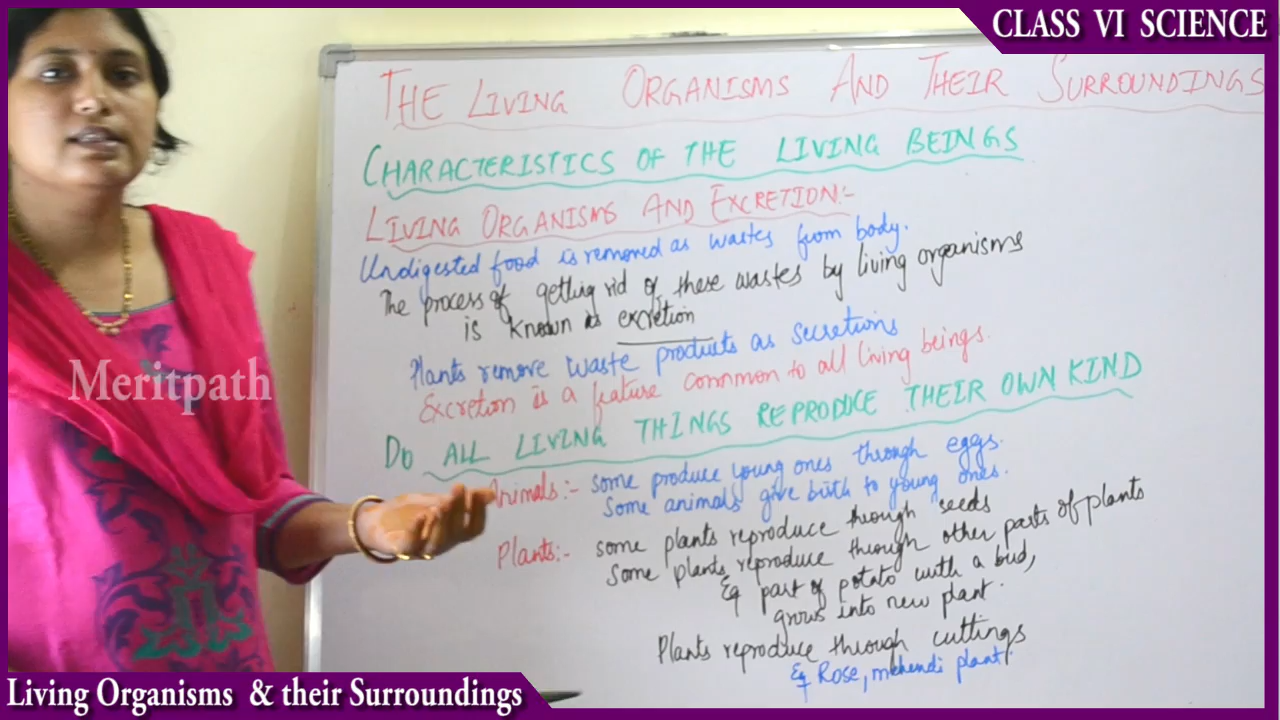 CLASS VI SCIENCE
THE LIVING ORGANISMS AND THEIR SURROUNDINGS
CHARACTERISTICS OF THE LIVING BEINGS
LIVING ORGANISMS AND EXCRETION:-
Undigested food is removed as wastes from body.
The process of getting rid of these wastes by living organisms
is known as excretion
Plants remove waste products as secretions
Excretion is a feature common to all living beings.
DO ALL LIVING THINGS REPRODUCE THEIR OWN KIND
Animals:- some produce young ones through eggs.
Some animals give birth to young ones.
Plants:- some plants reproduce through seeds
Some plants reproduce through other parts of plants
Eg part of potato with a bud,
grows into new plant.
Plants reproduce through cuttings
Eg Rose, mehendi plant.
Meritpath
Living Organisms & their Surroundings